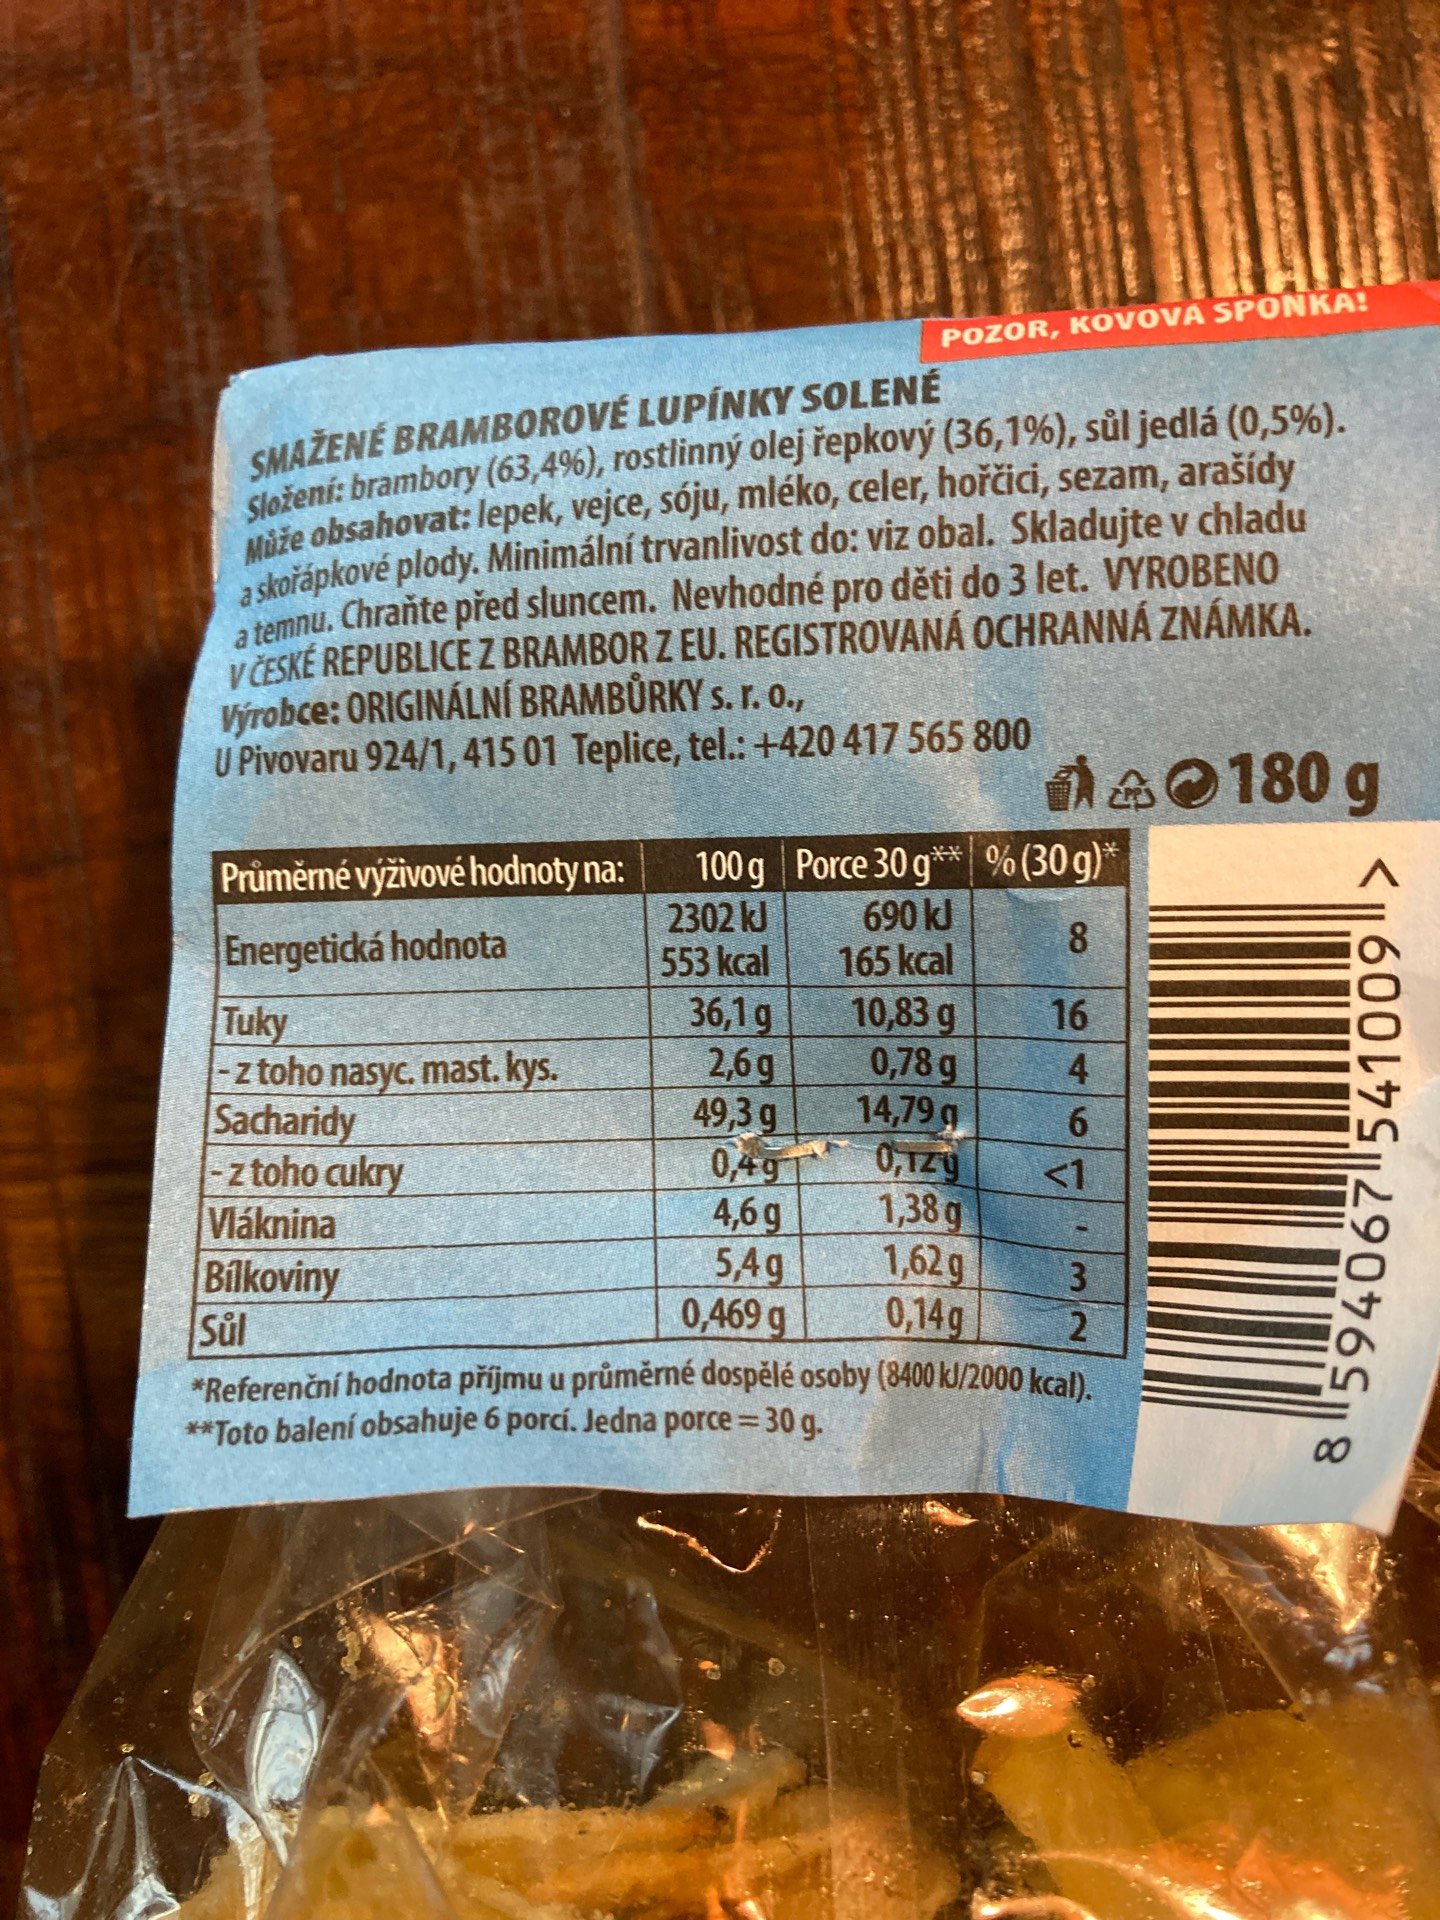 POZOR, KOVOVÁ SPONKA!
SMAŽENÉ BRAMBOROVÉ LUPÍNKY SOLENÉ
Složení: brambory (63,4%), rostlinný olej řepkový (36,1%), sůl jedlá (0,5%).
Může obsahovat: lepek, vejce, sóju, mléko, celer, hořčici, sezam, arašídy
a skořápkové plody. Minimální trvanlivost do: viz obal. Skladujte v chladu
a temnu. Chraňte před sluncem. Nevhodné pro děti do 3 let. VYROBENO
V ČESKÉ REPUBLICE Z BRAMBOR Z EU. REGISTROVANÁ OCHRANNÁ ZNÁMKA.
Výrobce: ORIGINÁLNÍ BRAMBŮRKY s. r. o.,
U Pivovaru 924/1, 415 01 Teplice, tel.: +420 417 565 800
PP5 180 g
Průměrné výživové hodnoty na: 100 g Porce 30 g** % (30 g)*
Energetická hodnota 2302 kJ 690 kJ 8
553 kcal 165 kcal
Tuky 36,1 g 10,83 g 16
- z toho nasyc. mast. kys. 2,6 g 0,78 g 4
Sacharidy 49,3 g 14,79 g 6
- z toho cukry 0,4 g 0,12 g <1
Vláknina 4,6 g 1,38 g -
Bílkoviny 5,4 g 1,62 g 3
Sůl 0,469 g 0,14 g 2
*Referenční hodnota příjmu u průměrné dospělé osoby (8400 kJ/2000 kcal).
**Toto balení obsahuje 6 porcí. Jedna porce = 30 g.
8 594067 541009 >